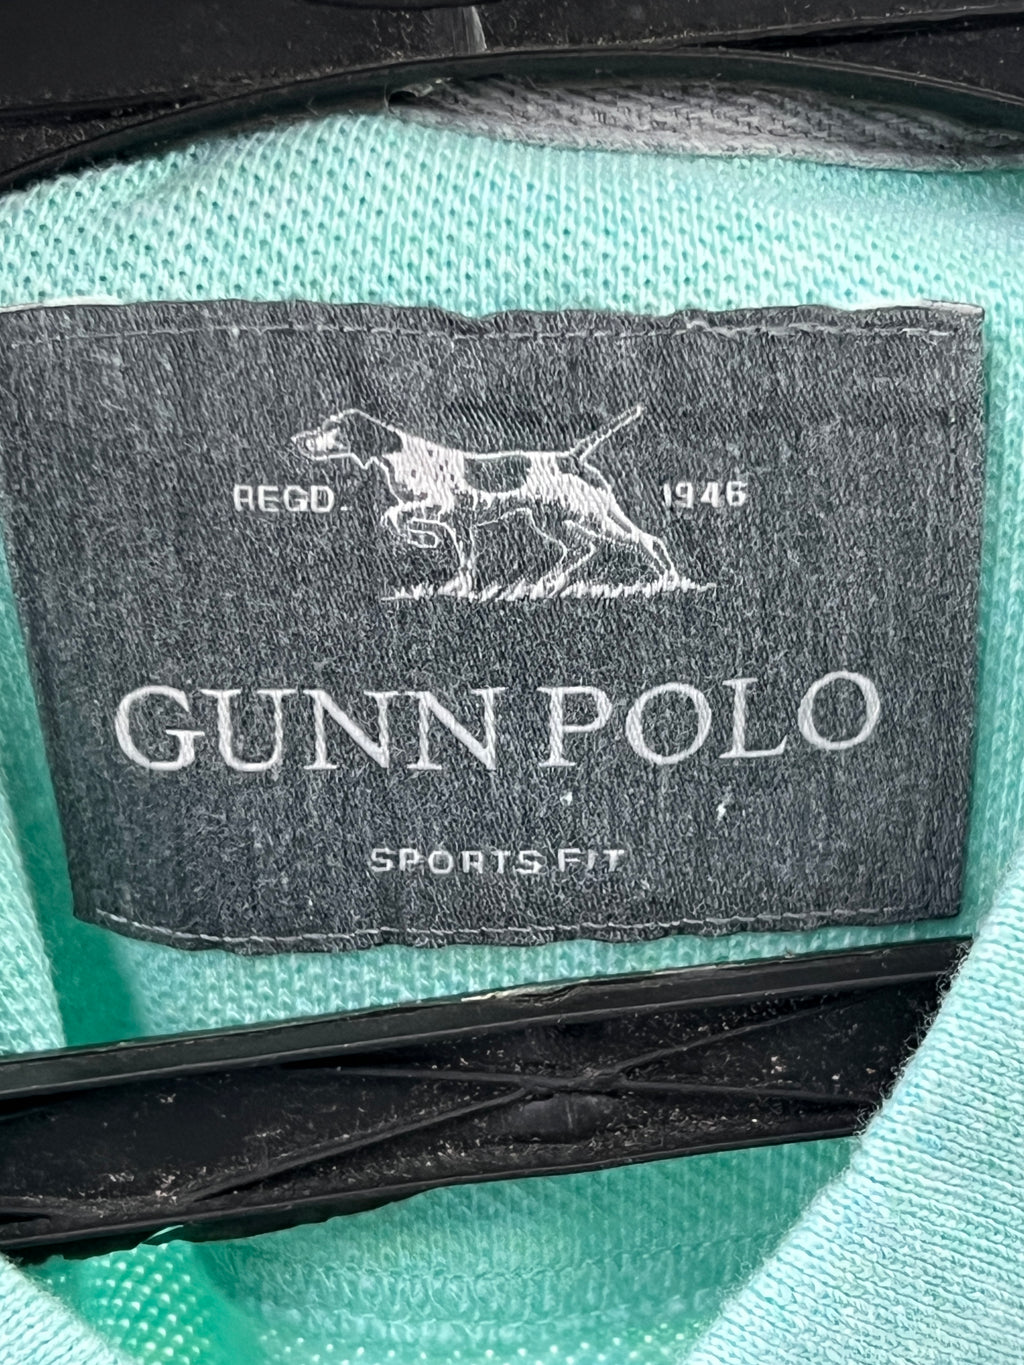 REGD. 1946
GUNN POLO
SPORTS FIT